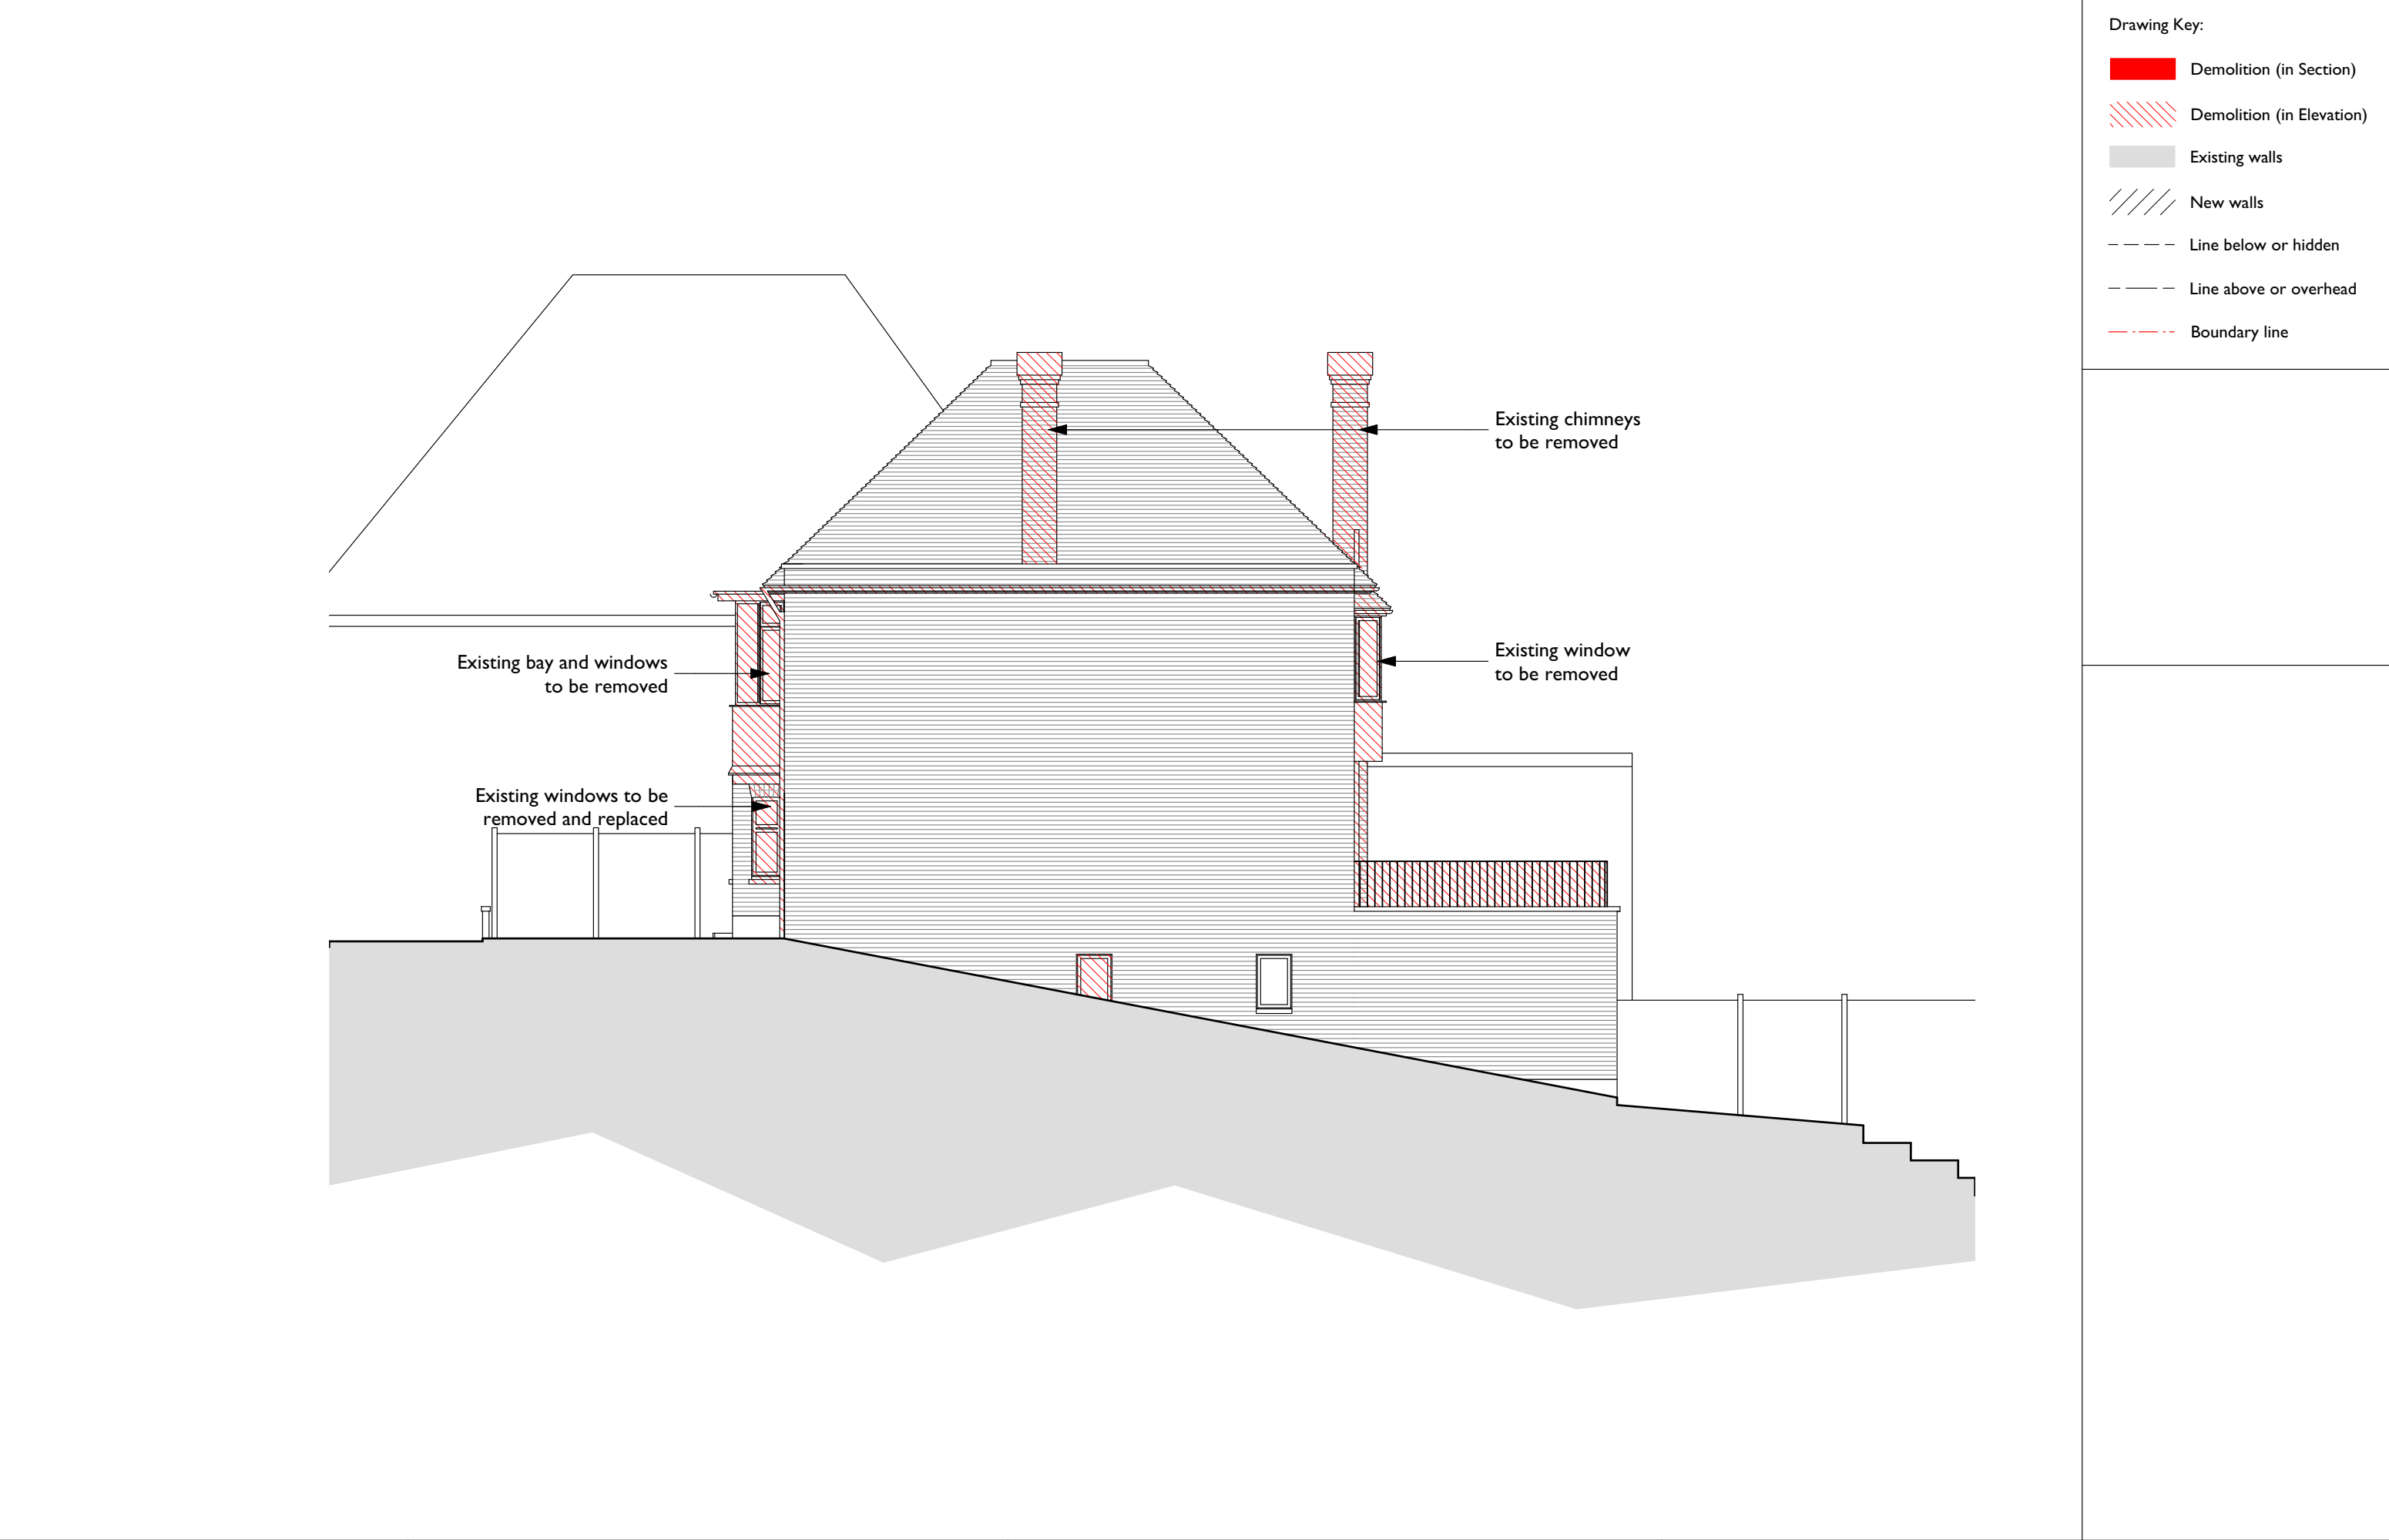 Drawing Key:
Demolition (in Section)
Demolition (in Elevation)
Existing walls
New walls
Line below or hidden
Line above or overhead
Boundary line
Existing chimneys
to be removed
Existing bay and windows
to be removed
Existing window
to be removed
Existing windows to be
removed and replaced